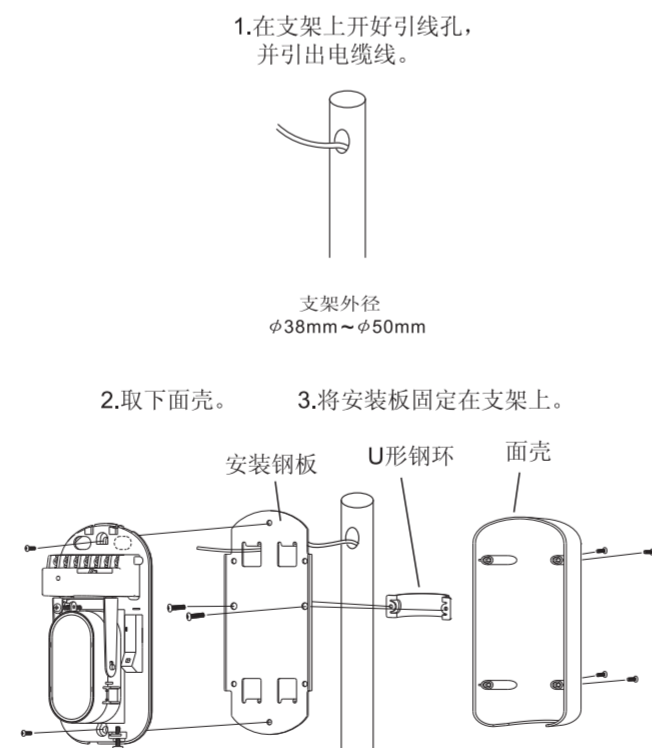 1.在支架上开好引线孔，
并引出电缆线。
支架外径
φ38mm～φ50mm
2.取下面壳。
3.将安装板固定在支架上。
安装钢板
U形钢环
面壳